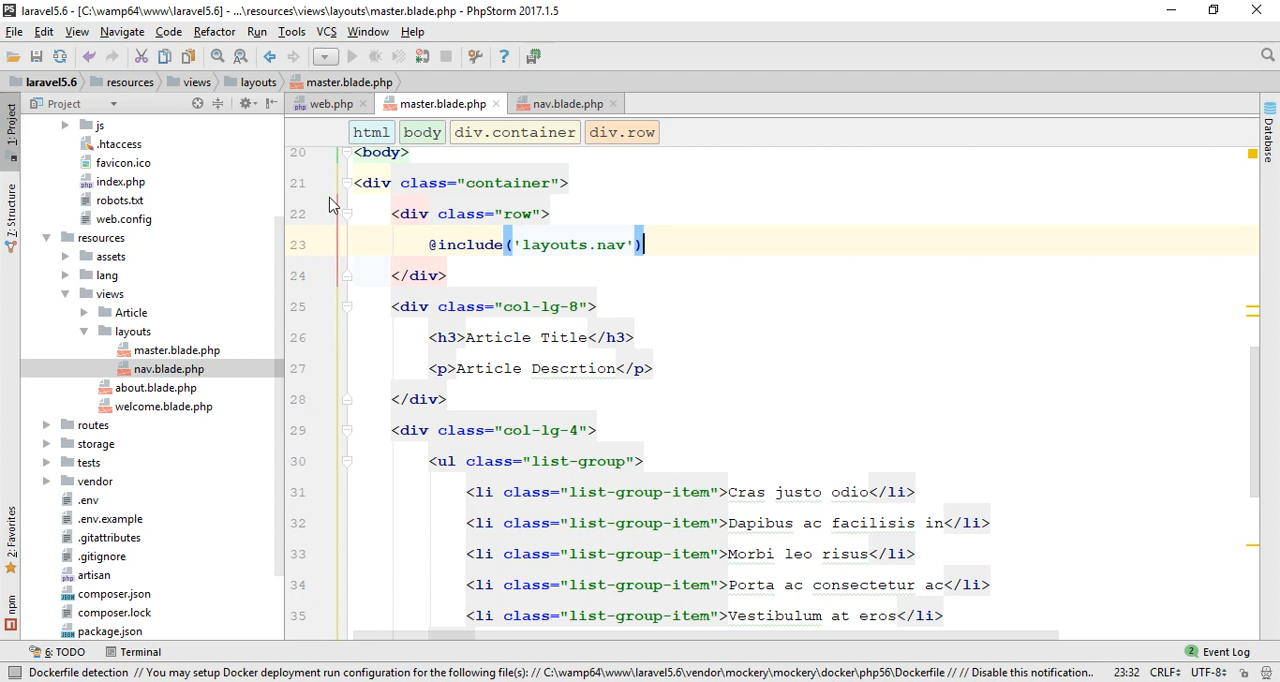 laravel5.6 - [C:\wamp64\www\laravel5.6] - ...\resources\views\layouts\master.blade.php - PhpStorm 2017.1.5
File Edit View Navigate Code Refactor Run Tools VCS Window Help
laravel5.6 resources views layouts master.blade.php
Project
web.php master.blade.php nav.blade.php
html body div.container div.row
1: Project
7: Structure
2: Favorites
npm
js
.htaccess
favicon.ico
index.php
robots.txt
web.config
resources
assets
lang
views
Article
layouts
master.blade.php
nav.blade.php
about.blade.php
welcome.blade.php
routes
storage
tests
vendor
.env
.env.example
.gitattributes
.gitignore
artisan
composer.json
composer.lock
package.json
20 <body>
21 <div class="container">
22 <div class="row">
23 @include('layouts.nav')
24 </div>
25 <div class="col-lg-8">
26 <h3>Article Title</h3>
27 <p>Article Descrtion</p>
28 </div>
29 <div class="col-lg-4">
30 <ul class="list-group">
31 <li class="list-group-item">Cras justo odio</li>
32 <li class="list-group-item">Dapibus ac facilisis in</li>
33 <li class="list-group-item">Morbi leo risus</li>
34 <li class="list-group-item">Porta ac consectetur ac</li>
35 <li class="list-group-item">Vestibulum at eros</li>
Database
6: TODO Terminal 2 Event Log
Dockerfile detection // You may setup Docker deployment run configuration for the following file(s): // C:\wamp64\www\laravel5.6\vendor\mockery\mockery\docker\php56\Dockerfile // // Disable this notification.. 23:32 CRLF UTF-8